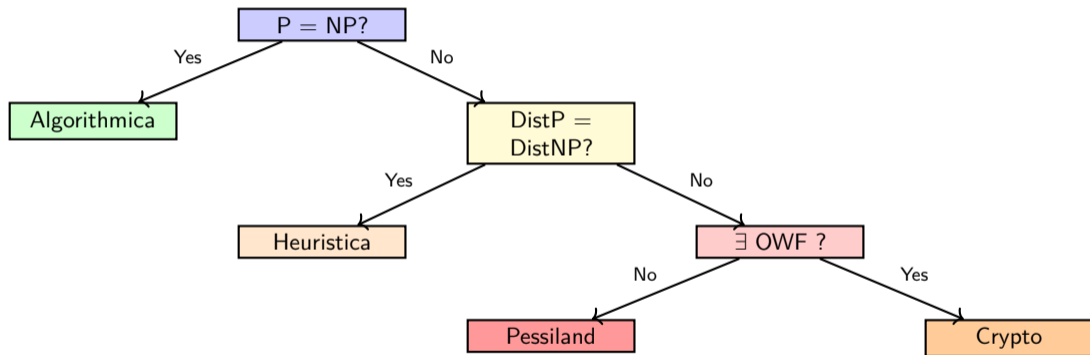 P = NP?
Yes
No
Algorithmica
DistP =
DistNP?
Yes
No
Heuristica
∃ OWF ?
No
Yes
Pessiland
Crypto